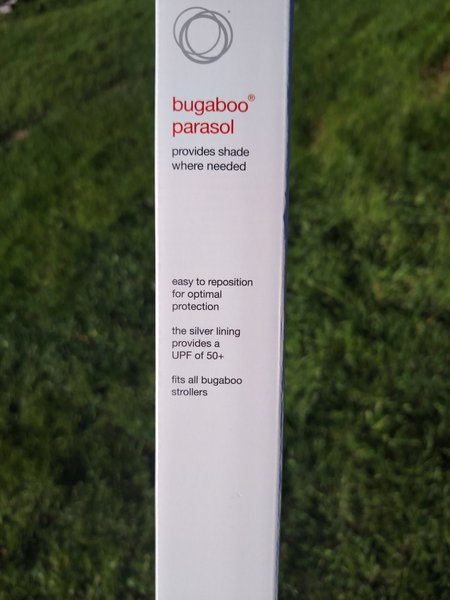 bugaboo®
parasol
provides shade
where needed
easy to reposition
for optimal
protection
the silver lining
provides a
UPF of 50+
fits all bugaboo
strollers